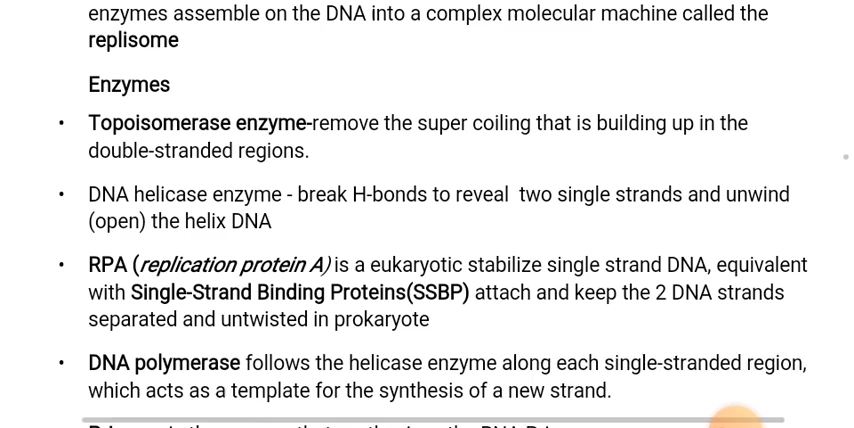 enzymes assemble on the DNA into a complex molecular machine called the
replisome
Enzymes
• Topoisomerase enzyme-remove the super coiling that is building up in the
double-stranded regions.
• DNA helicase enzyme - break H-bonds to reveal two single strands and unwind
(open) the helix DNA
• RPA (replication protein A) is a eukaryotic stabilize single strand DNA, equivalent
with Single-Strand Binding Proteins(SSBP) attach and keep the 2 DNA strands
separated and untwisted in prokaryote
• DNA polymerase follows the helicase enzyme along each single-stranded region,
which acts as a template for the synthesis of a new strand.